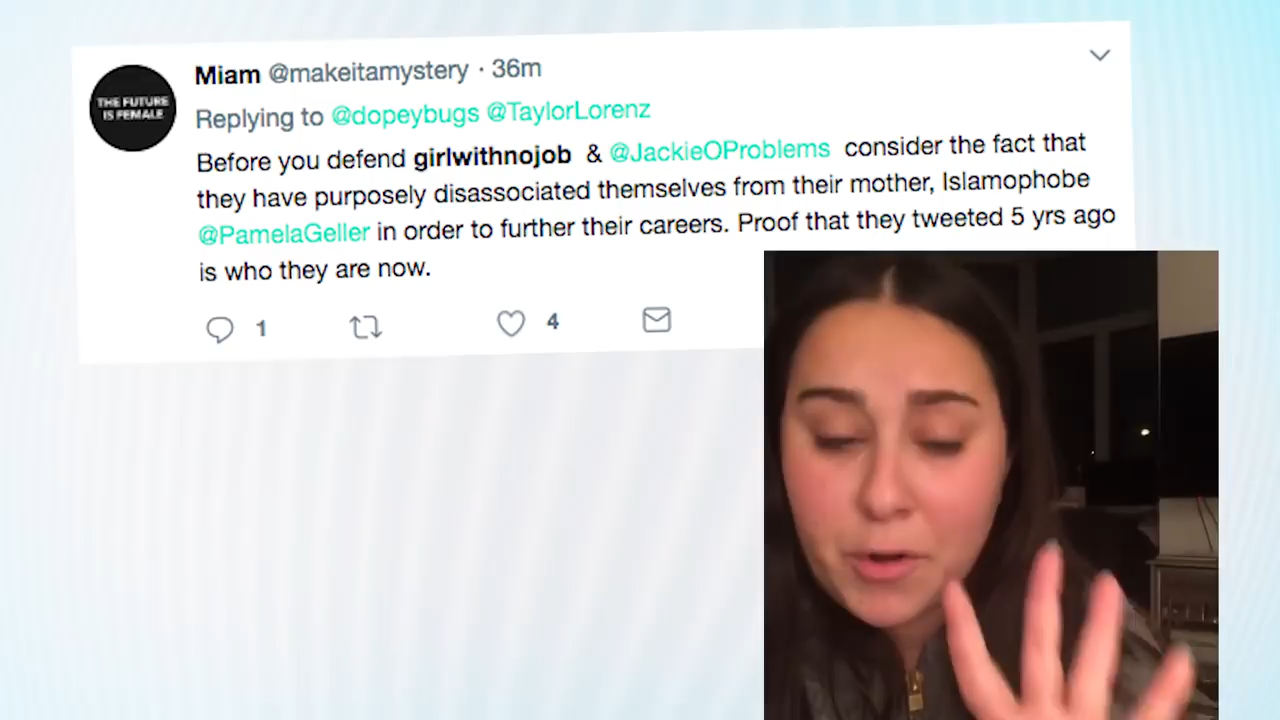 THE FUTURE
IS FEMALE
Miam @makeitamystery · 36m
Replying to @dopeybugs @TaylorLorenz
Before you defend girlwithnojob & @JackieOProblems consider the fact that
they have purposely disassociated themselves from their mother, Islamophobe
@PamelaGeller in order to further their careers. Proof that they tweeted 5 yrs ago
is who they are now.
1 4